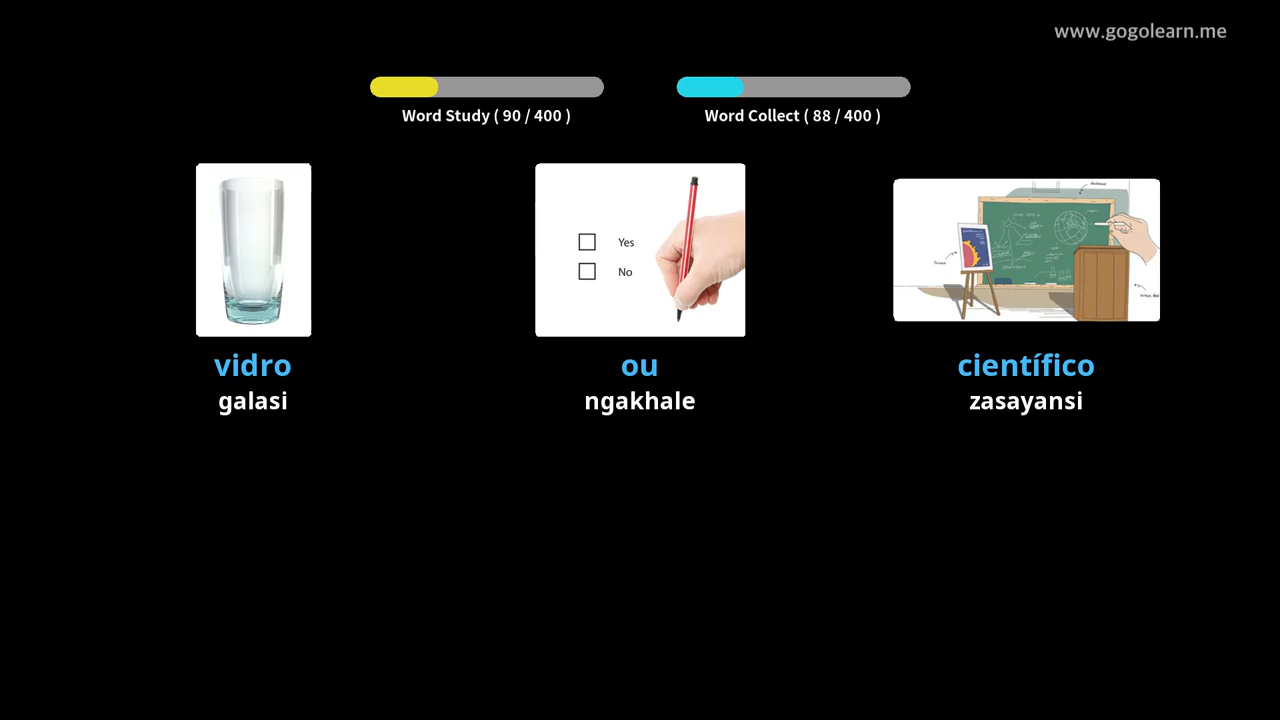 www.gogolearn.me
Word Study ( 90 / 400 )
Word Collect ( 88 / 400 )
Yes
No
vidro
galasi
ou
ngakhale
científico
zasayansi